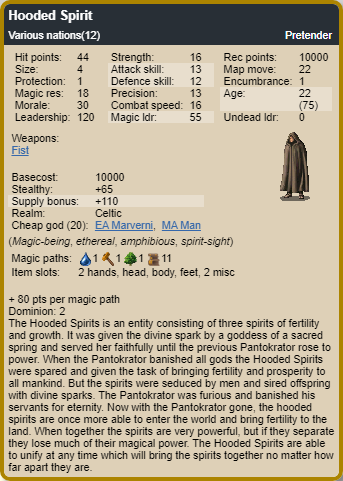 Hooded Spirit
Various nations(12) Pretender
Hit points: 44 Strength: 16 Rec points: 10000
Size: 4 Attack skill: 13 Map move: 22
Protection: 1 Defence skill: 12 Encumbrance: 1
Magic res: 18 Precision: 13 Age: 22
Morale: 30 Combat speed: 16 (75)
Leadership: 120 Magic ldr: 55 Undead ldr: 0
Weapons:
Fist
Basecost: 10000
Stealthy: +65
Supply bonus: +110
Realm: Celtic
Cheap god (20): EA Marverni, MA Man
(Magic-being, ethereal, amphibious, spirit-sight)
Magic paths: 1 1 1 11
Item slots: 2 hands, head, body, feet, 2 misc
+ 80 pts per magic path
Dominion: 2
The Hooded Spirits is an entity consisting of three spirits of fertility
and growth. It was given the divine spark by a goddess of a sacred
spring and served her faithfully until the previous Pantokrator rose to
power. When the Pantokrator banished all gods the Hooded Spirits
were spared and given the task of bringing fertility and prosperity to
all mankind. But the spirits were seduced by men and sired offspring
with divine sparks. The Pantokrator was furious and banished his
servants for eternity. Now with the Pantokrator gone, the hooded
spirits are once more able to enter the world and bring fertility to the
land. When together the spirits are very powerful, but if they separate
they lose much of their magical power. The Hooded Spirits are able
to unify at any time which will bring the spirits together no matter how
far apart they are.